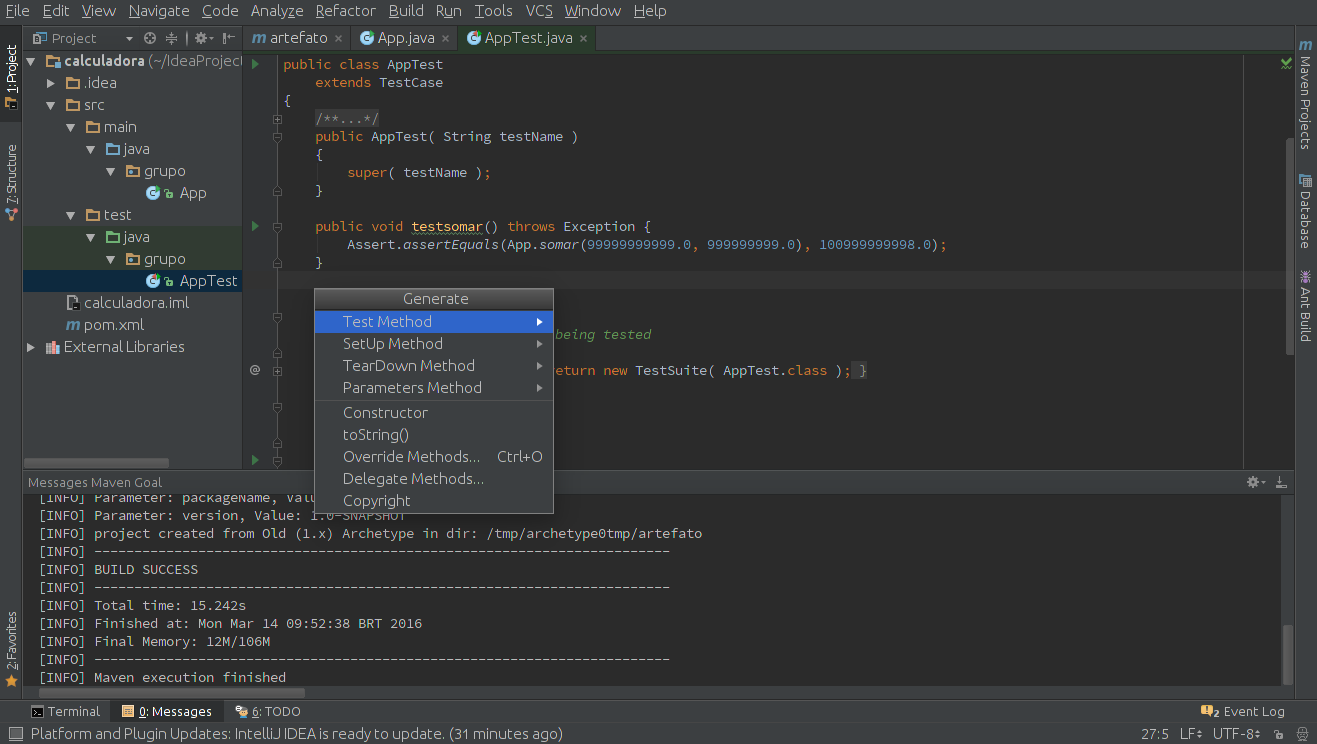 File Edit View Navigate Code Analyze Refactor Build Run Tools VCS Window Help
Project
artefato × App.java × AppTest.java ×
1: Project
7: Structure
2: Favorites
calculadora (~/IdeaProject
.idea
src
main
java
grupo
App
test
java
grupo
AppTest
calculadora.iml
pom.xml
External Libraries
public class AppTest
extends TestCase
{
/**...*/
public AppTest( String testName )
{
super( testName );
}
public void testsomar() throws Exception {
Assert.assertEquals(App.somar(99999999999.0, 999999999.0), 100999999998.0);
}
being tested
eturn new TestSuite( AppTest.class ); }
Generate
Test Method
SetUp Method
TearDown Method
Parameters Method
Constructor
toString()
Override Methods... Ctrl+O
Delegate Methods...
Copyright
Maven Projects
Database
Ant Build
Messages Maven Goal
[INFO] Parameter: packageName, Valu
[INFO] Parameter: version, Value: 1.0-SNAPSHOT
[INFO] project created from Old (1.x) Archetype in dir: /tmp/archetype0tmp/artefato
[INFO] ------------------------------------------------------------------------
[INFO] BUILD SUCCESS
[INFO] ------------------------------------------------------------------------
[INFO] Total time: 15.242s
[INFO] Finished at: Mon Mar 14 09:52:38 BRT 2016
[INFO] Final Memory: 12M/106M
[INFO] ------------------------------------------------------------------------
[INFO] Maven execution finished
Terminal 0: Messages 6: TODO 2 Event Log
Platform and Plugin Updates: IntelliJ IDEA is ready to update. (31 minutes ago) 27:5 LF UTF-8